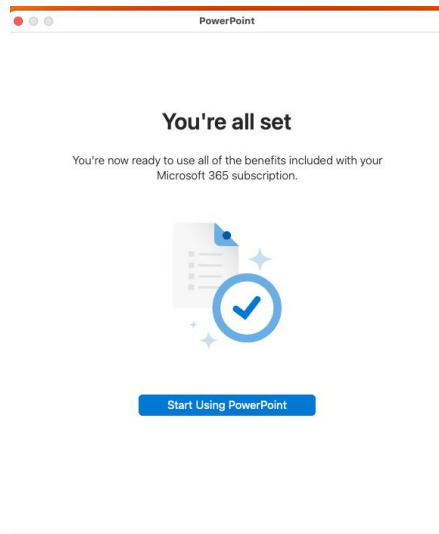 PowerPoint
You're all set
You're now ready to use all of the benefits included with your
Microsoft 365 subscription.
Start Using PowerPoint